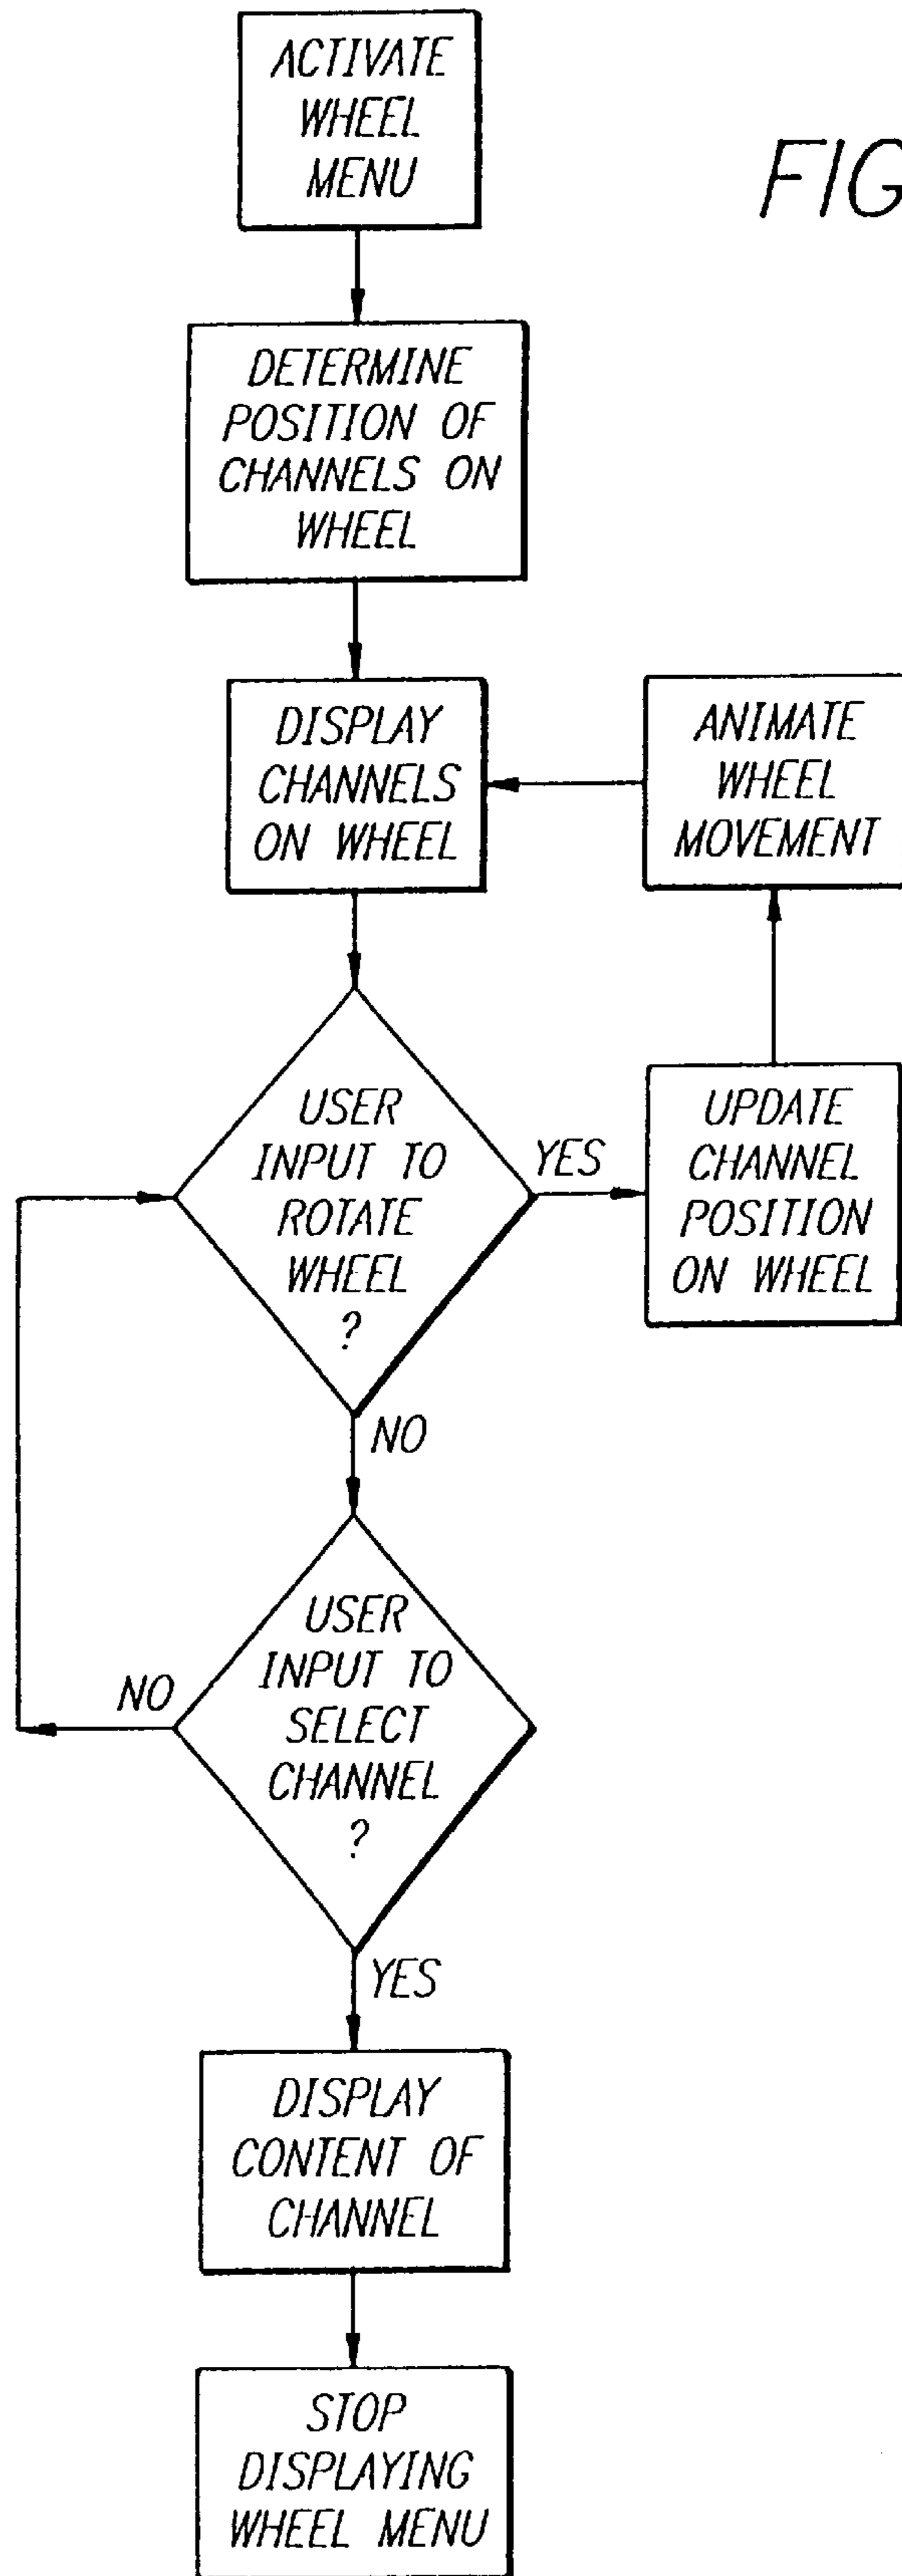 ACTIVATE
WHEEL
MENU
FIG
DETERMINE
POSITION OF
CHANNELS ON
WHEEL
DISPLAY
CHANNELS
ON WHEEL
ANIMATE
WHEEL
MOVEMENT
USER
INPUT TO
ROTATE
WHEEL
?
YES
UPDATE
CHANNEL
POSITION
ON WHEEL
NO
USER
INPUT TO
SELECT
CHANNEL
?
NO
YES
DISPLAY
CONTENT OF
CHANNEL
STOP
DISPLAYING
WHEEL MENU